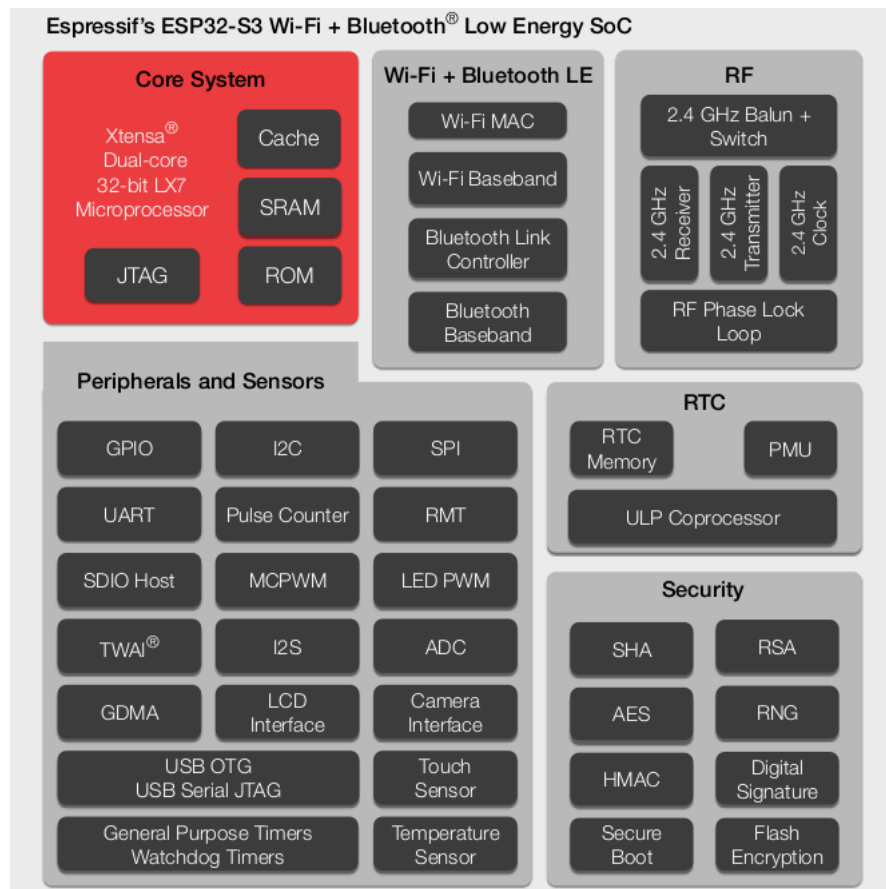 Espressif's ESP32-S3 Wi-Fi + Bluetooth® Low Energy SoC
Core System
Xtensa®
Dual-core
32-bit LX7
Microprocessor
Cache
SRAM
JTAG
ROM
Wi-Fi + Bluetooth LE
Wi-Fi MAC
Wi-Fi Baseband
Bluetooth Link
Controller
Bluetooth
Baseband
RF
2.4 GHz Balun +
Switch
2.4 GHz
Receiver
2.4 GHz
Transmitter
2.4 GHz
Clock
RF Phase Lock
Loop
Peripherals and Sensors
GPIO
I2C
SPI
UART
Pulse Counter
RMT
SDIO Host
MCPWM
LED PWM
TWAI®
I2S
ADC
GDMA
LCD
Interface
Camera
Interface
USB OTG
USB Serial JTAG
Touch
Sensor
General Purpose Timers
Watchdog Timers
Temperature
Sensor
RTC
RTC
Memory
PMU
ULP Coprocessor
Security
SHA
RSA
AES
RNG
HMAC
Digital
Signature
Secure
Boot
Flash
Encryption